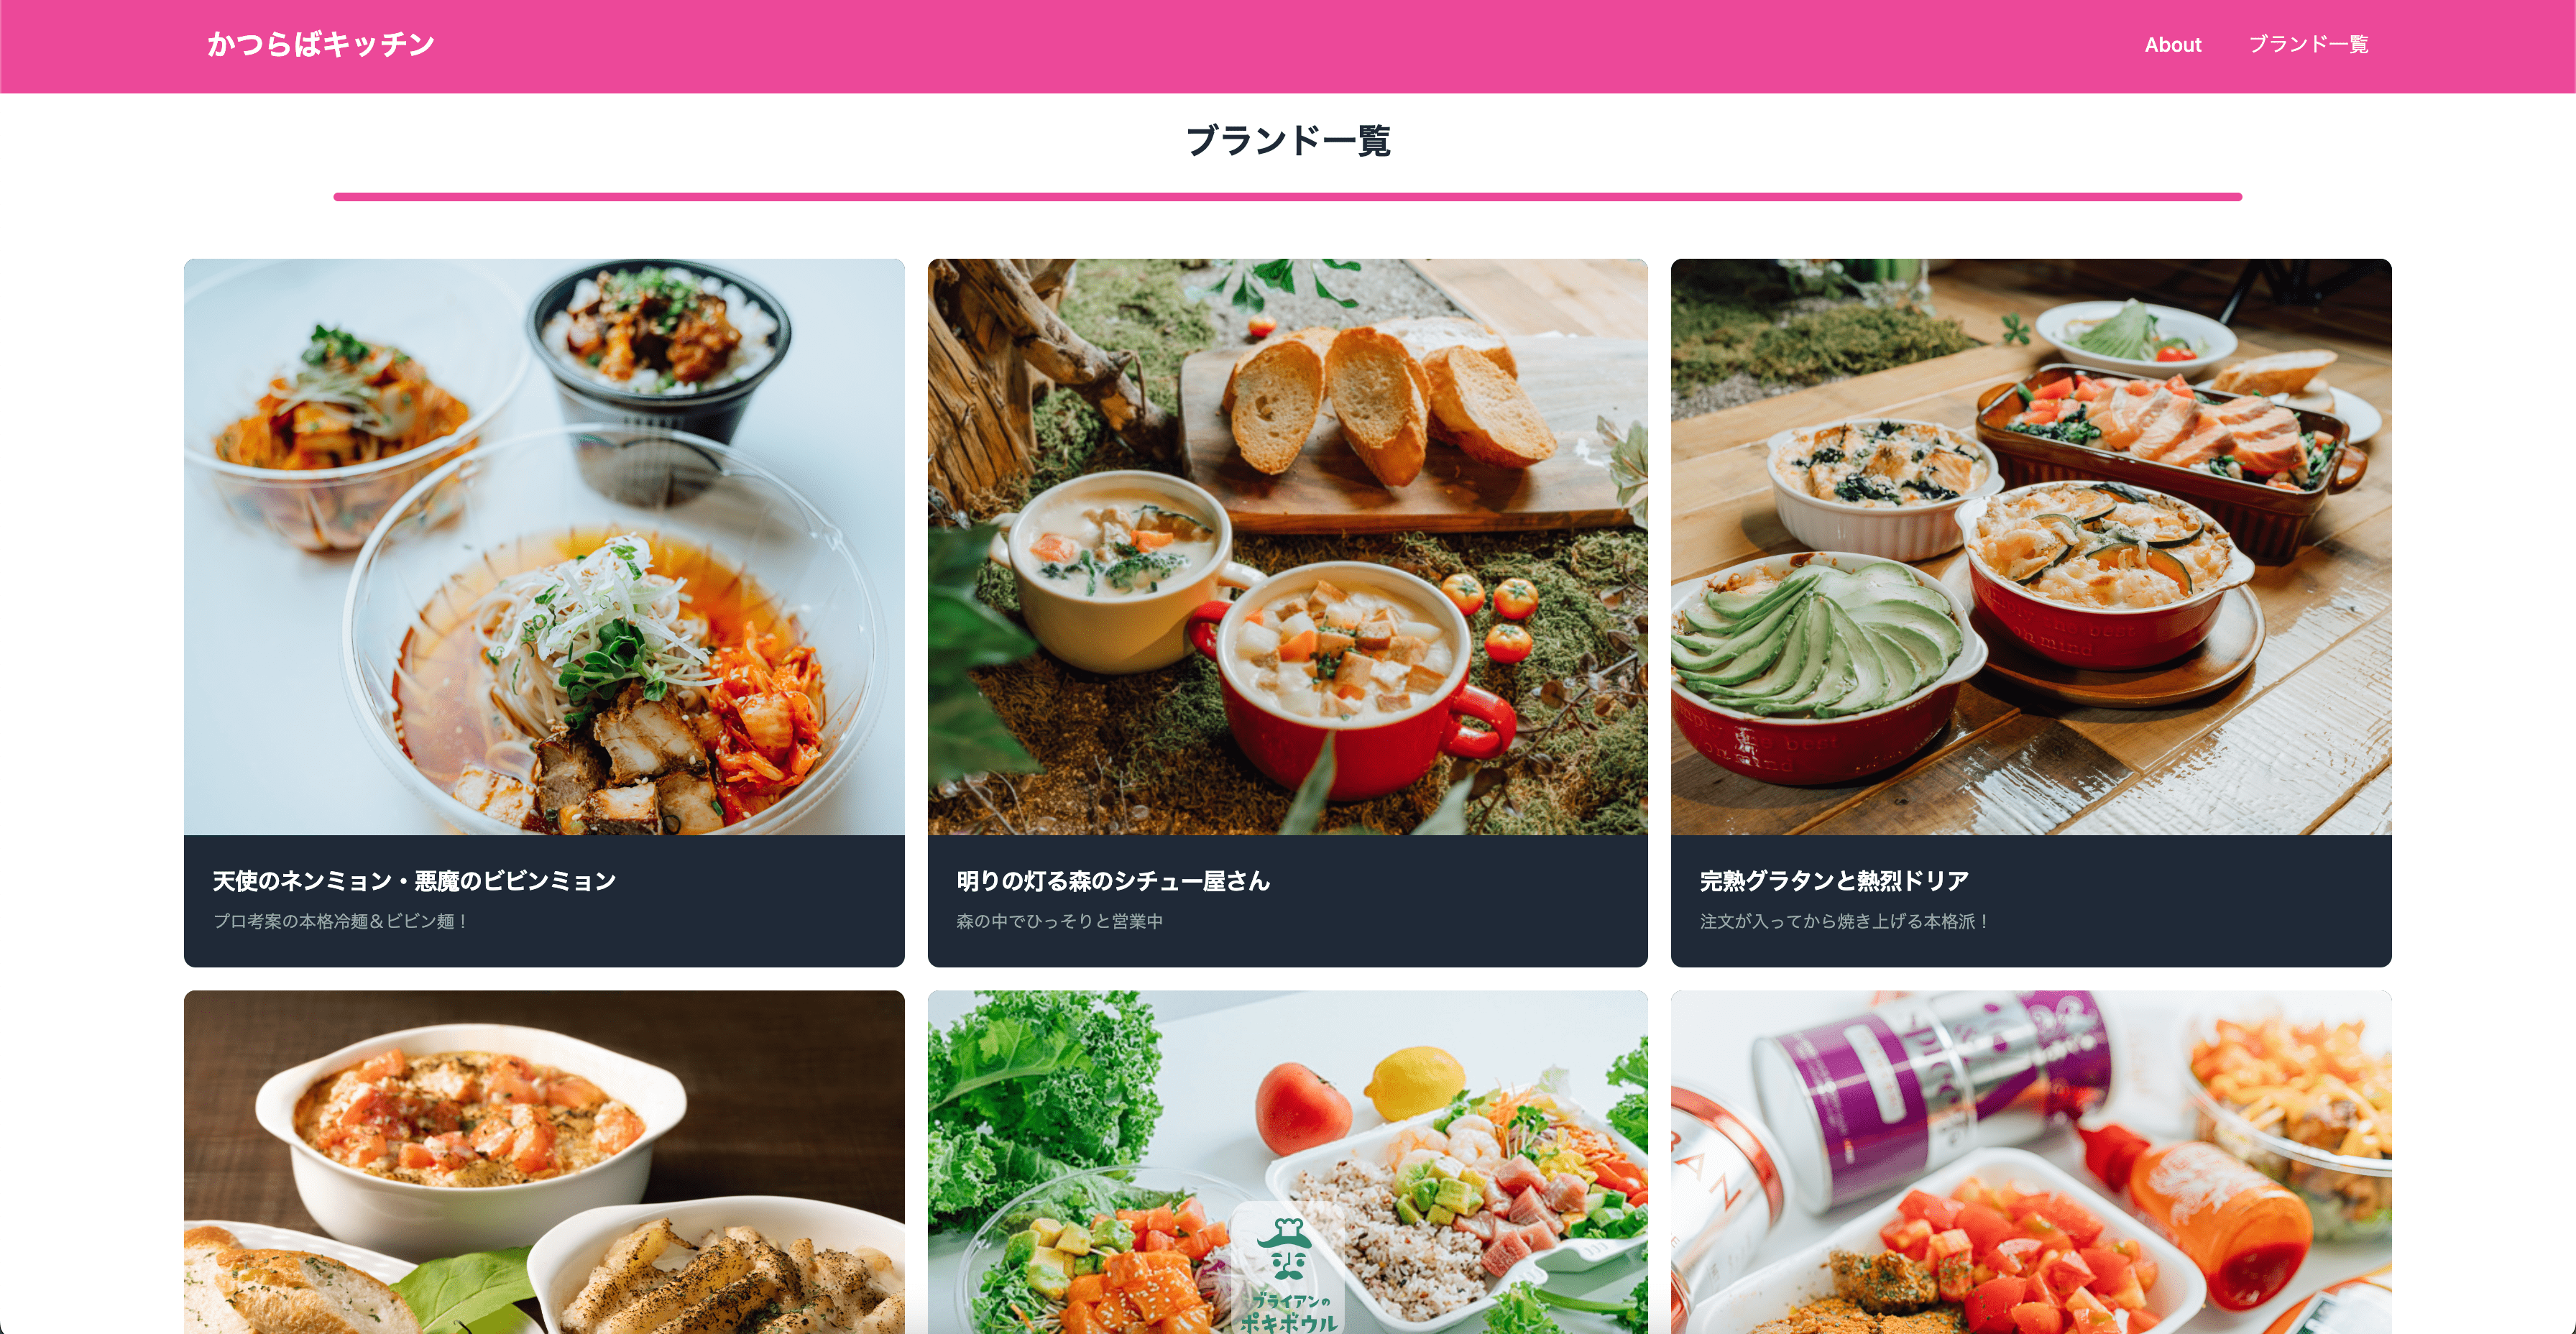 かつらばキッチン
About
ブランド一覧
ブランド一覧
天使のネンミョン・悪魔のビビンミョン
プロ考案の本格冷麺&ビビン麺！
明りの灯る森のシチュー屋さん
森の中でひっそりと営業中
完熟グラタンと熱烈ドリア
注文が入ってから焼き上げる本格派！
ブライアンの
ポキボウル